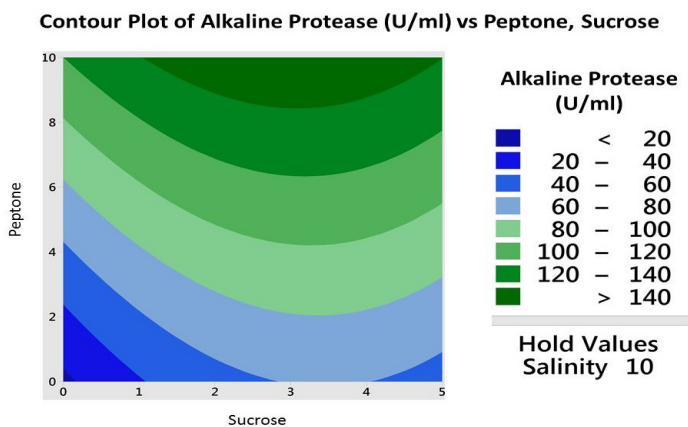 Contour Plot of Alkaline Protease (U/ml) vs Peptone, Sucrose
10
8
6
4
2
0
Peptone
0 1 2 3 4 5
Sucrose
Alkaline Protease
(U/ml)
< 20
20 – 40
40 – 60
60 – 80
80 – 100
100 – 120
120 – 140
> 140
Hold Values
Salinity 10